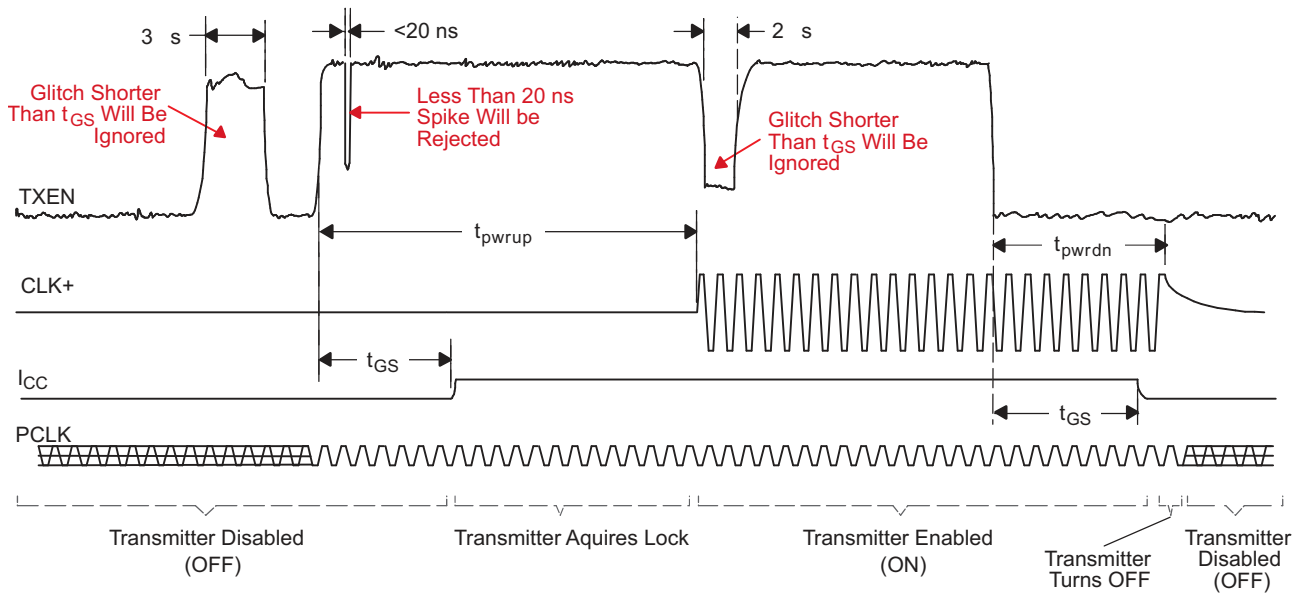 3 s
<20 ns
2 s
Glitch Shorter
Than tGS Will Be
Ignored
Less Than 20 ns
Spike Will be
Rejected
Glitch Shorter
Than tGS Will Be
Ignored
TXEN
tpwrup
tpwrdn
CLK+
tGS
ICC
tGS
PCLK
Transmitter Disabled
(OFF)
Transmitter Aquires Lock
Transmitter Enabled
(ON)
Transmitter
Turns OFF
Transmitter
Disabled
(OFF)